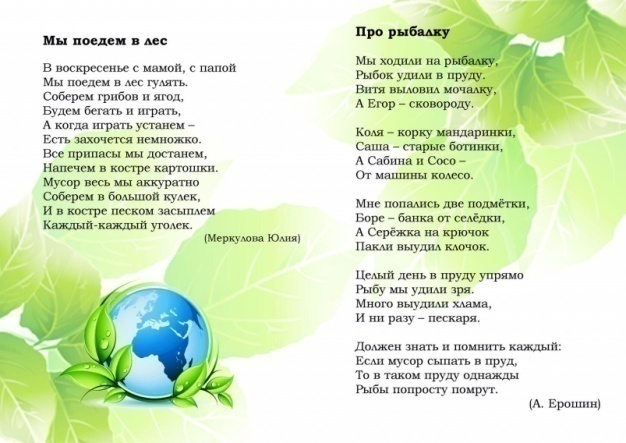 Мы поедем в лес
В воскресенье с мамой, с папой
Мы поедем в лес гулять.
Соберем грибов и ягод,
Будем бегать и играть,
А когда играть устанем –
Есть захочется немножко.
Все припасы мы достанем,
Напечем в костре картошки.
Мусор весь мы аккуратно
Соберем в большой кулек,
И в костре песком засыплем
Каждый-каждый уголек.
(Меркулова Юлия)
Про рыбалку
Мы ходили на рыбалку,
Рыбок удили в пруду.
Витя выловил мочалку,
А Егор – сковороду.
Коля – корку мандаринки,
Саша – старые ботинки,
А Сабина и Сосо –
От машины колесо.
Мне попались две подмётки,
Боре – банка от селёдки,
А Серёжка на крючок
Пакли выудил клочок.
Целый день в пруду упрямо
Рыбу мы удили зря.
Много выудили хлама,
И ни разу – пескаря.
Должен знать и помнить каждый:
Если мусор сыпать в пруд,
То в таком пруду однажды
Рыбы попросту помрут.
(А. Ерошин)